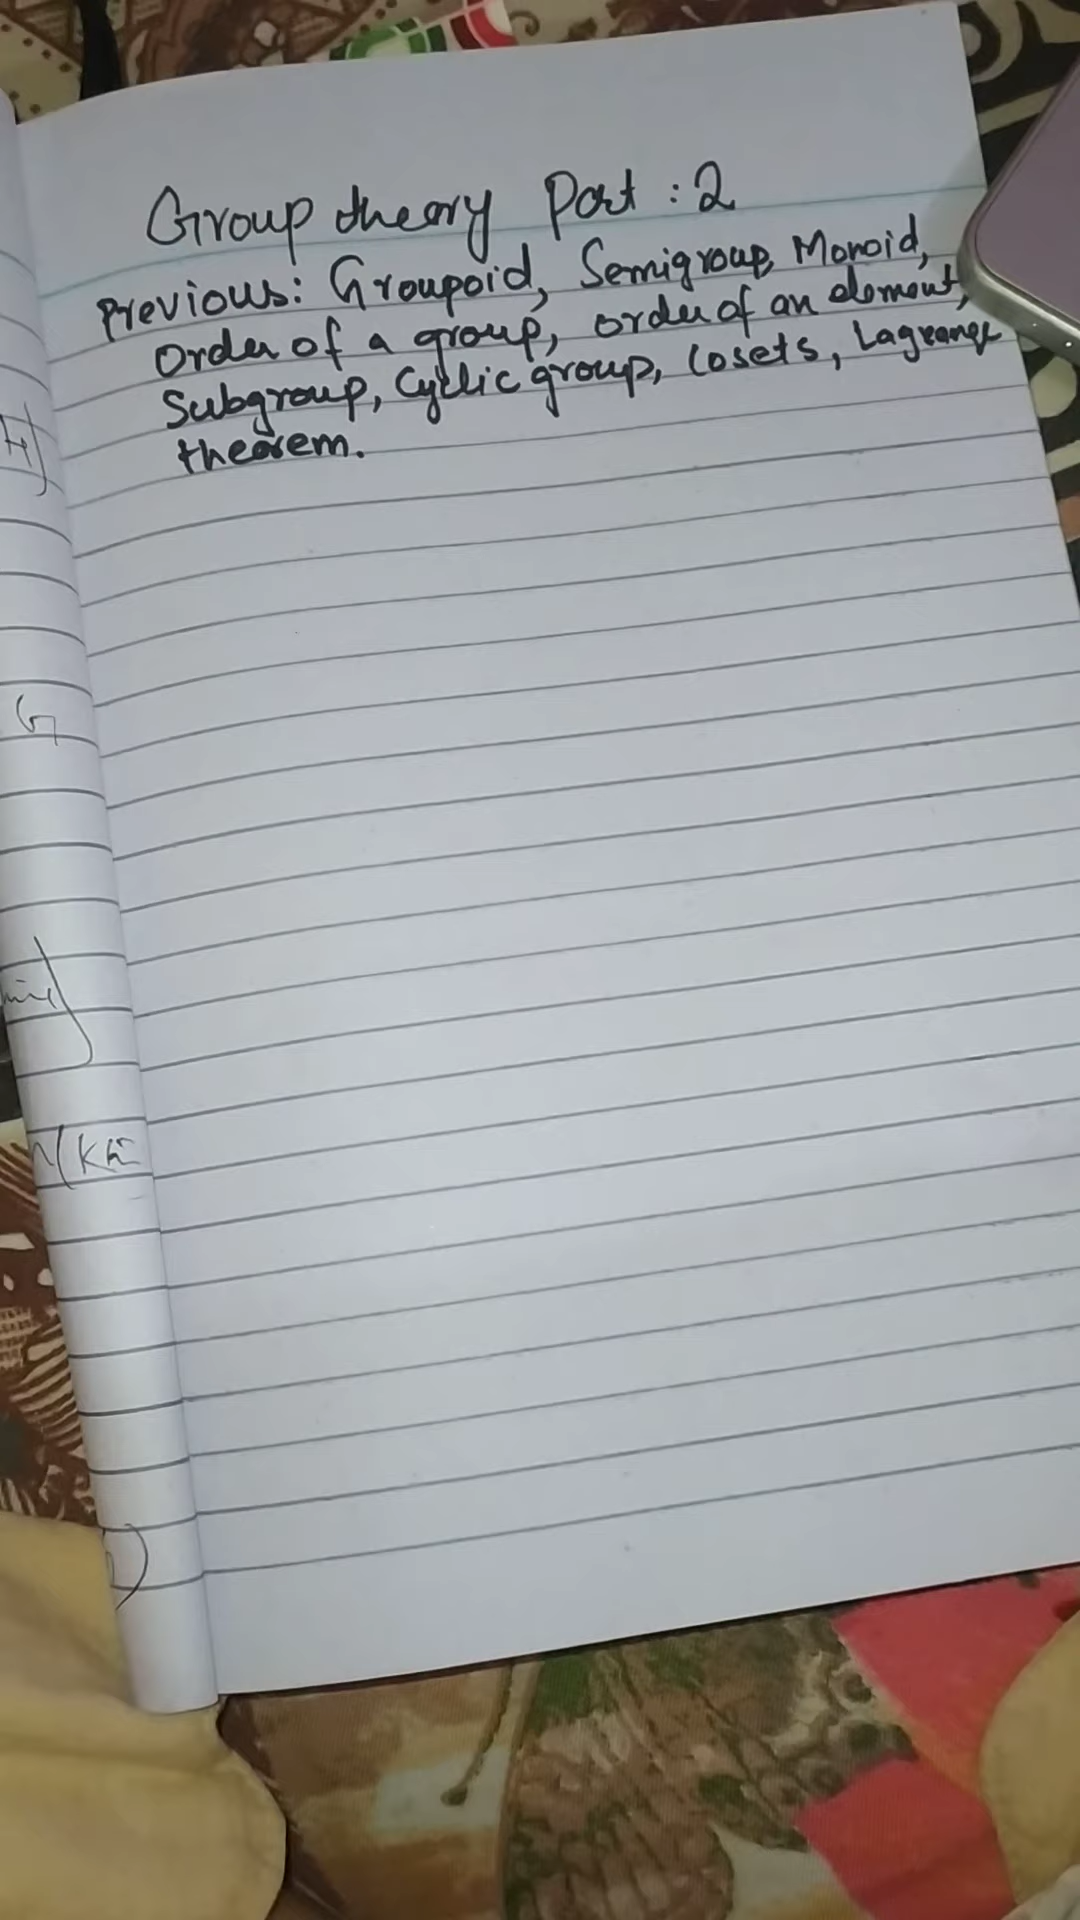 Group theory Part : 2
Previous: Groupoid, Semigroup, Monoid,
Order of a group, order of an element,
Subgroup, Cyclic group, Cosets, Lagrange
theorem.
G